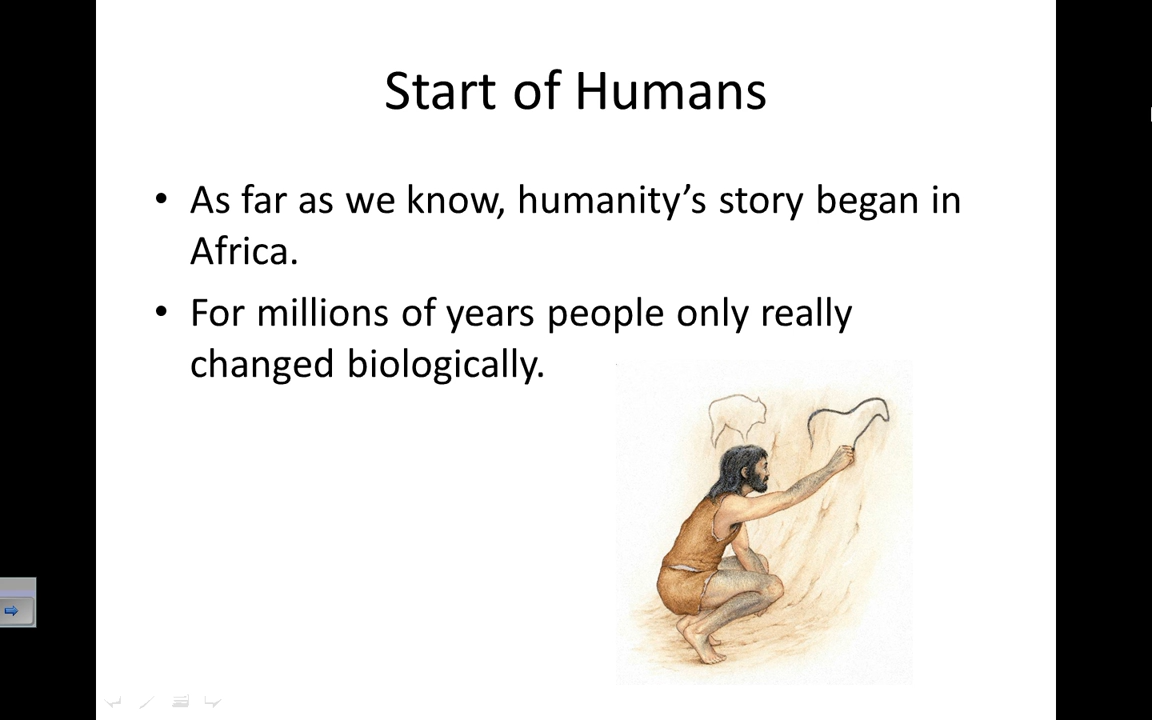 Start of Humans
• As far as we know, humanity’s story began in
Africa.
• For millions of years people only really
changed biologically.